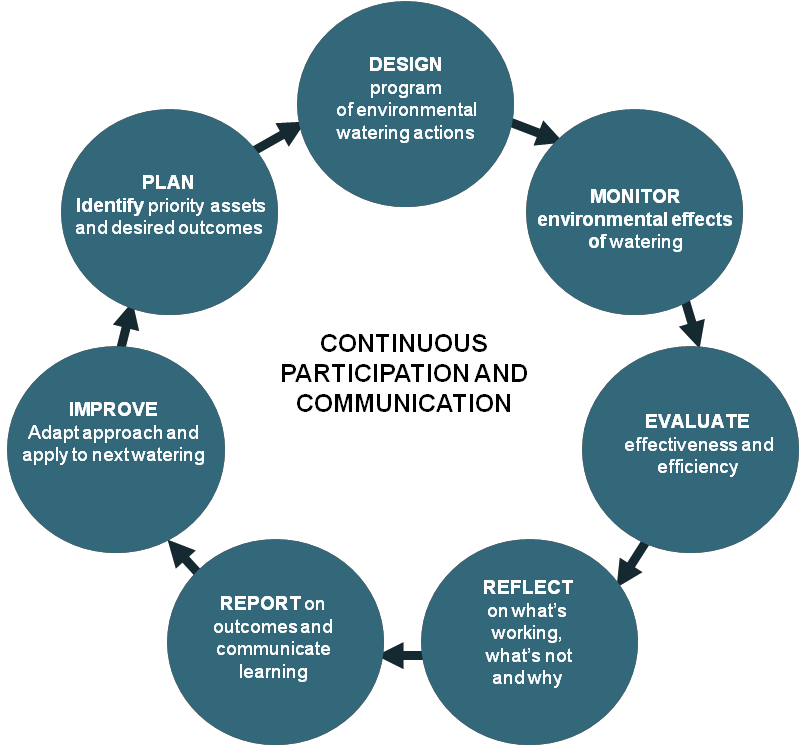 DESIGN
program
of environmental
watering actions
MONITOR
environmental effects
of watering
EVALUATE
effectiveness and
efficiency
REFLECT
on what's
working,
what's not
and why
REPORT on
outcomes and
communicate
learning
IMPROVE
Adapt approach and
apply to next watering
PLAN
Identify priority assets
and desired outcomes
CONTINUOUS
PARTICIPATION AND
COMMUNICATION